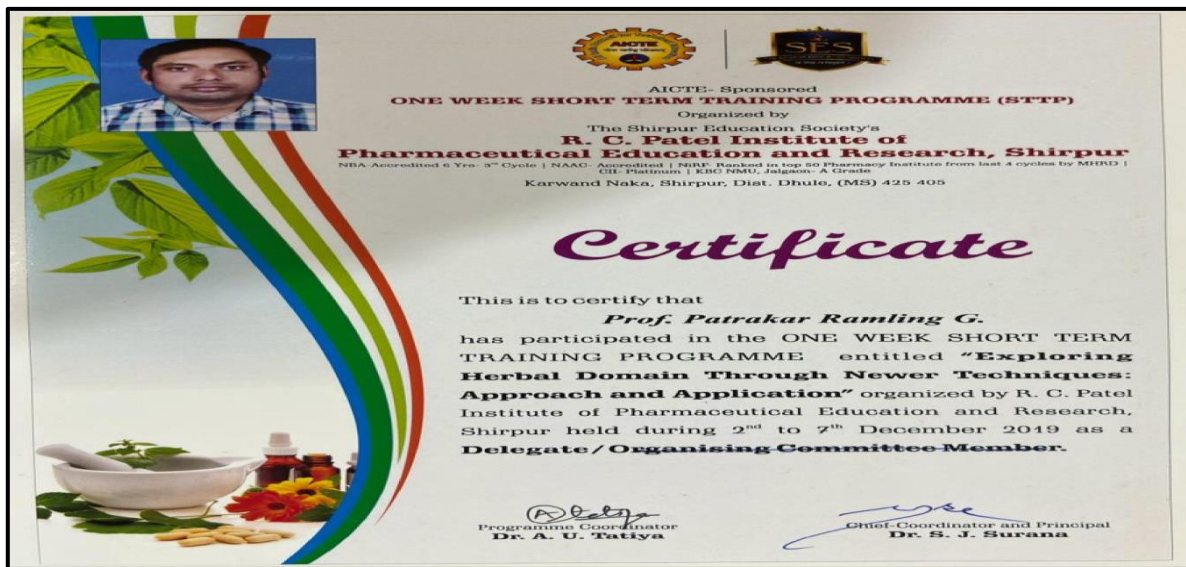 AICTE
SES
AICTE- Sponsored
ONE WEEK SHORT TERM TRAINING PROGRAMME (STTP)
Organized by
The Shirpur Education Society's
R. C. Patel Institute of
Pharmaceutical Education and Research, Shirpur
NBA-Accredited 6 Yrs- 3rd Cycle | NAAC- Accredited | NIRF- Ranked in top 50 Pharmacy Institute from last 4 cycles by MHRD |
CII- Platinum | KBC NMU, Jalgaon- A Grade
Karwand Naka, Shirpur, Dist. Dhule, (MS) 425 405
Certificate
This is to certify that
Prof. Patrakar Ramling G.
has participated in the ONE WEEK SHORT TERM
TRAINING PROGRAMME entitled "Exploring
Herbal Domain Through Newer Techniques:
Approach and Application" organized by R. C. Patel
Institute of Pharmaceutical Education and Research,
Shirpur held during 2nd to 7th December 2019 as a
Delegate/Organising Committee Member.
Programme Coordinator
Dr. A. U. Tatiya
Chief-Coordinator and Principal
Dr. S. J. Surana